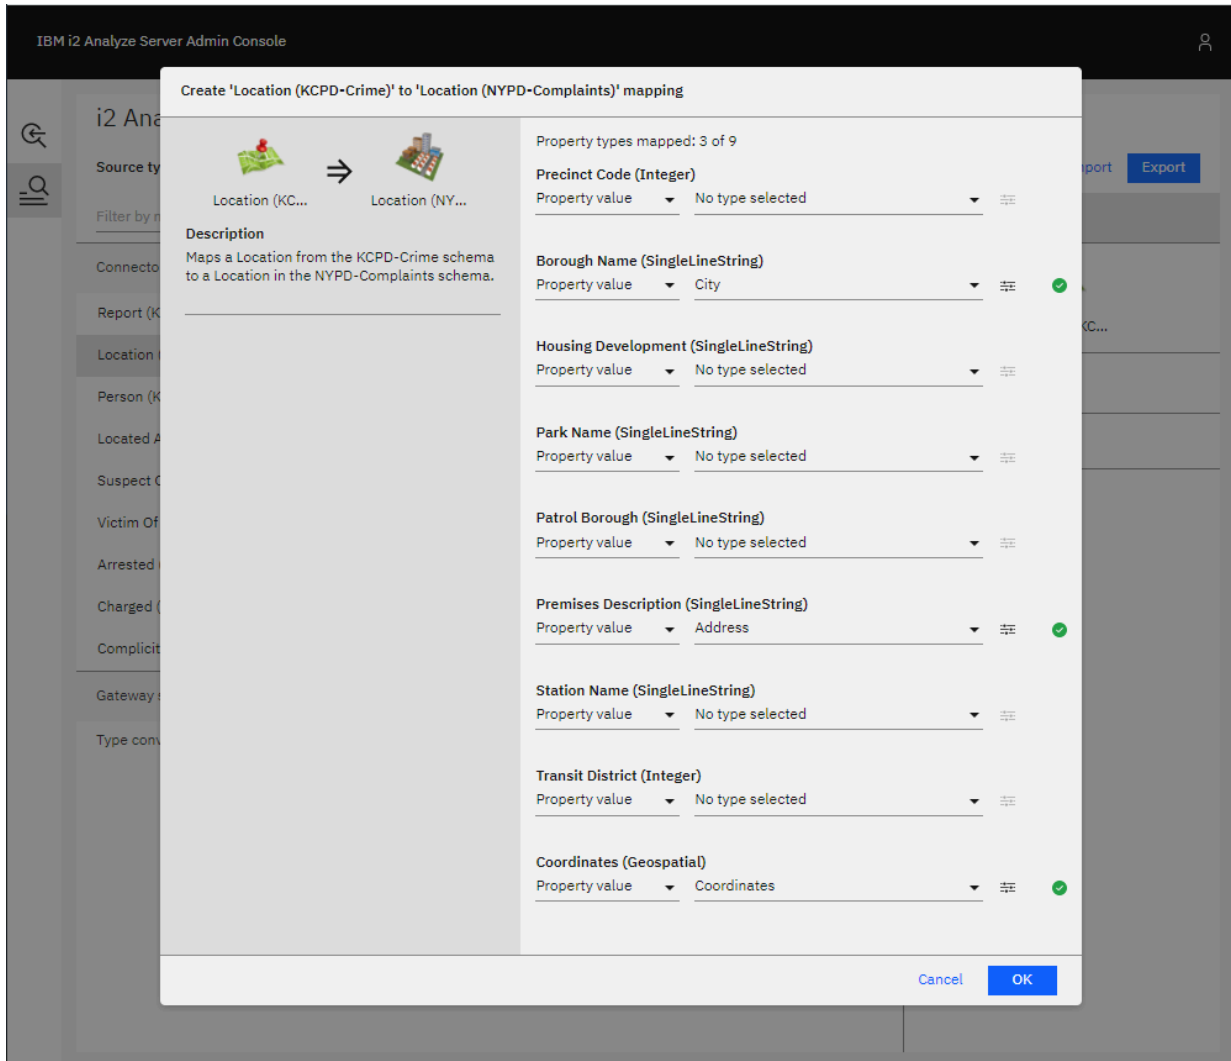 IBM i2 Analyze Server Admin Console
i2 Ana
Source ty
Filter by n
Connecto
Report (K
Location (
Person (K
Located A
Suspect C
Victim Of
Arrested (
Charged (
Complicit
Gateway s
Type conv
Create 'Location (KCPD-Crime)' to 'Location (NYPD-Complaints)' mapping
Location (KC...
Location (NY...
Description
Maps a Location from the KCPD-Crime schema
to a Location in the NYPD-Complaints schema.
Property types mapped: 3 of 9
Precinct Code (Integer)
Property value No type selected
Borough Name (SingleLineString)
Property value City
Housing Development (SingleLineString)
Property value No type selected
Park Name (SingleLineString)
Property value No type selected
Patrol Borough (SingleLineString)
Property value No type selected
Premises Description (SingleLineString)
Property value Address
Station Name (SingleLineString)
Property value No type selected
Transit District (Integer)
Property value No type selected
Coordinates (Geospatial)
Property value Coordinates
Cancel OK
port Export
KC...